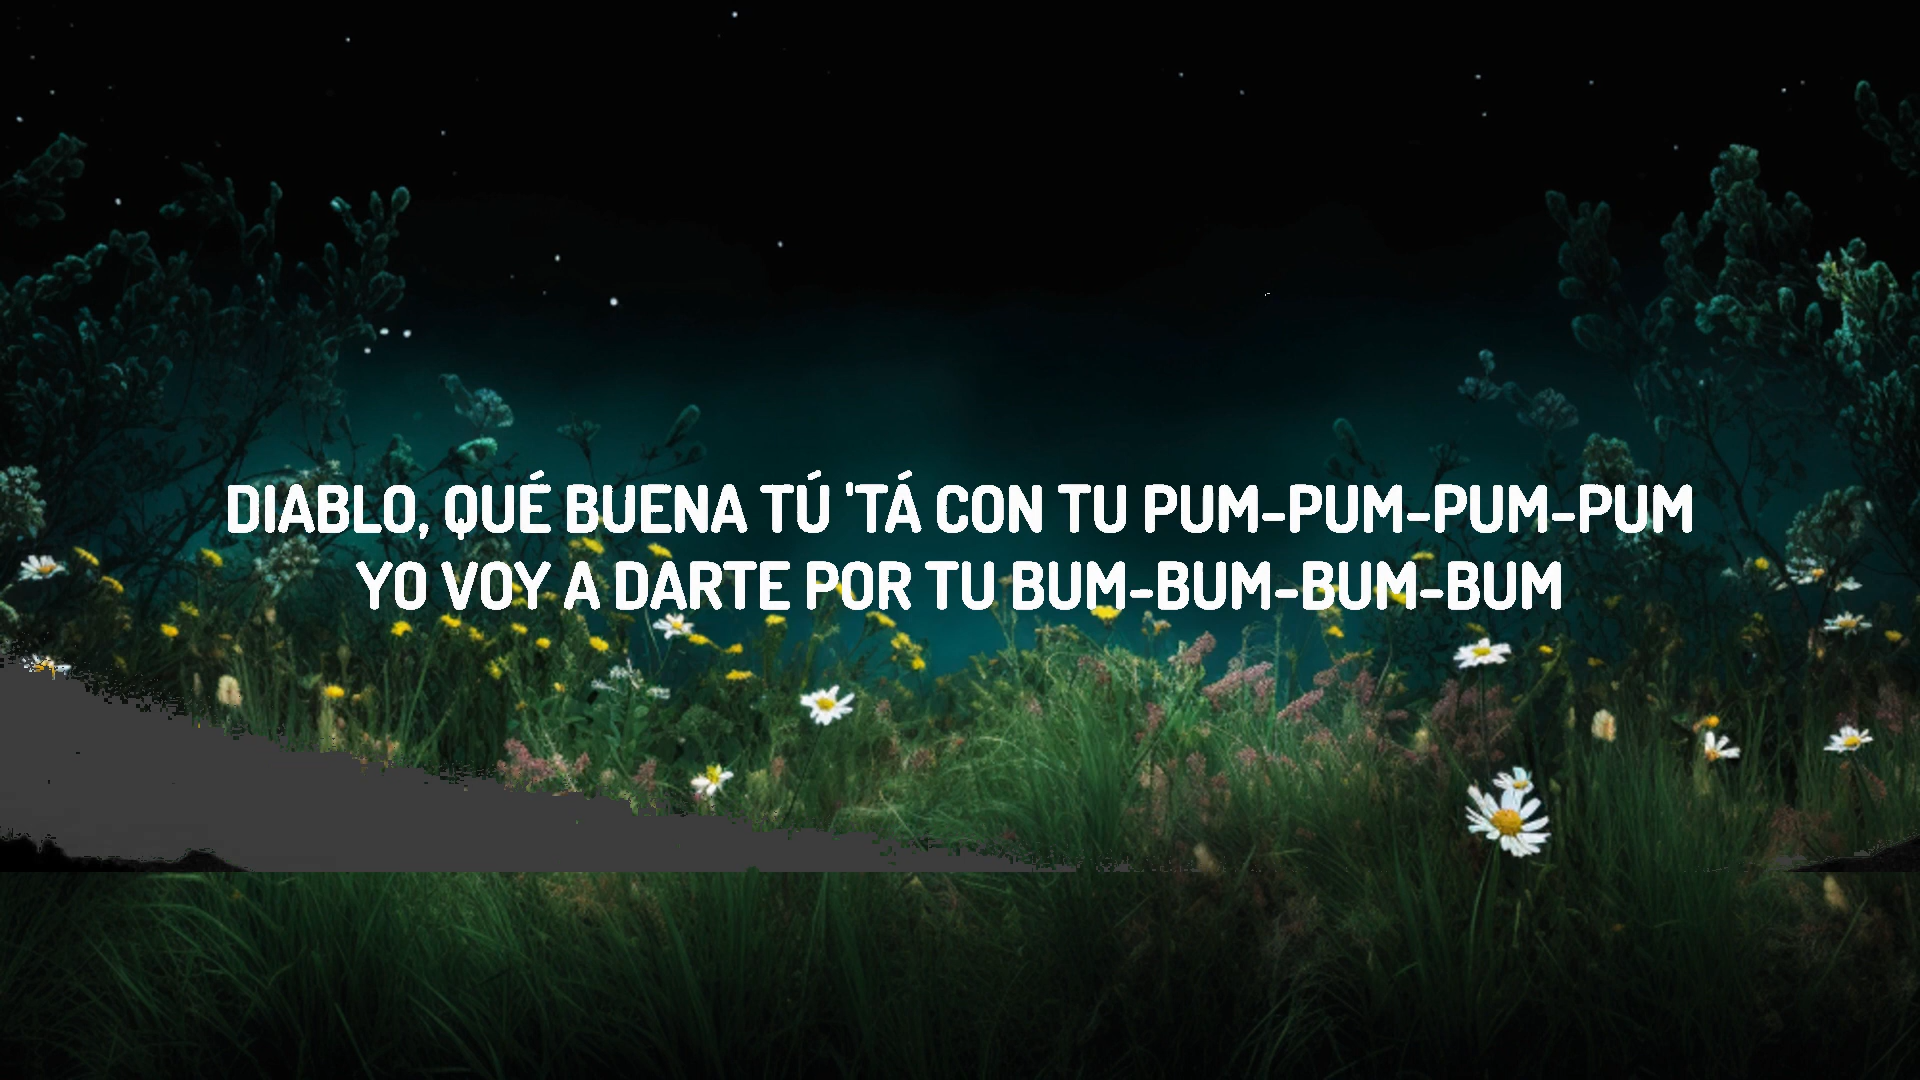 DIABLO, QUÉ BUENA TÚ 'TÁ CON TU PUM-PUM-PUM-PUM
YO VOY A DARTE POR TU BUM-BUM-BUM-BUM